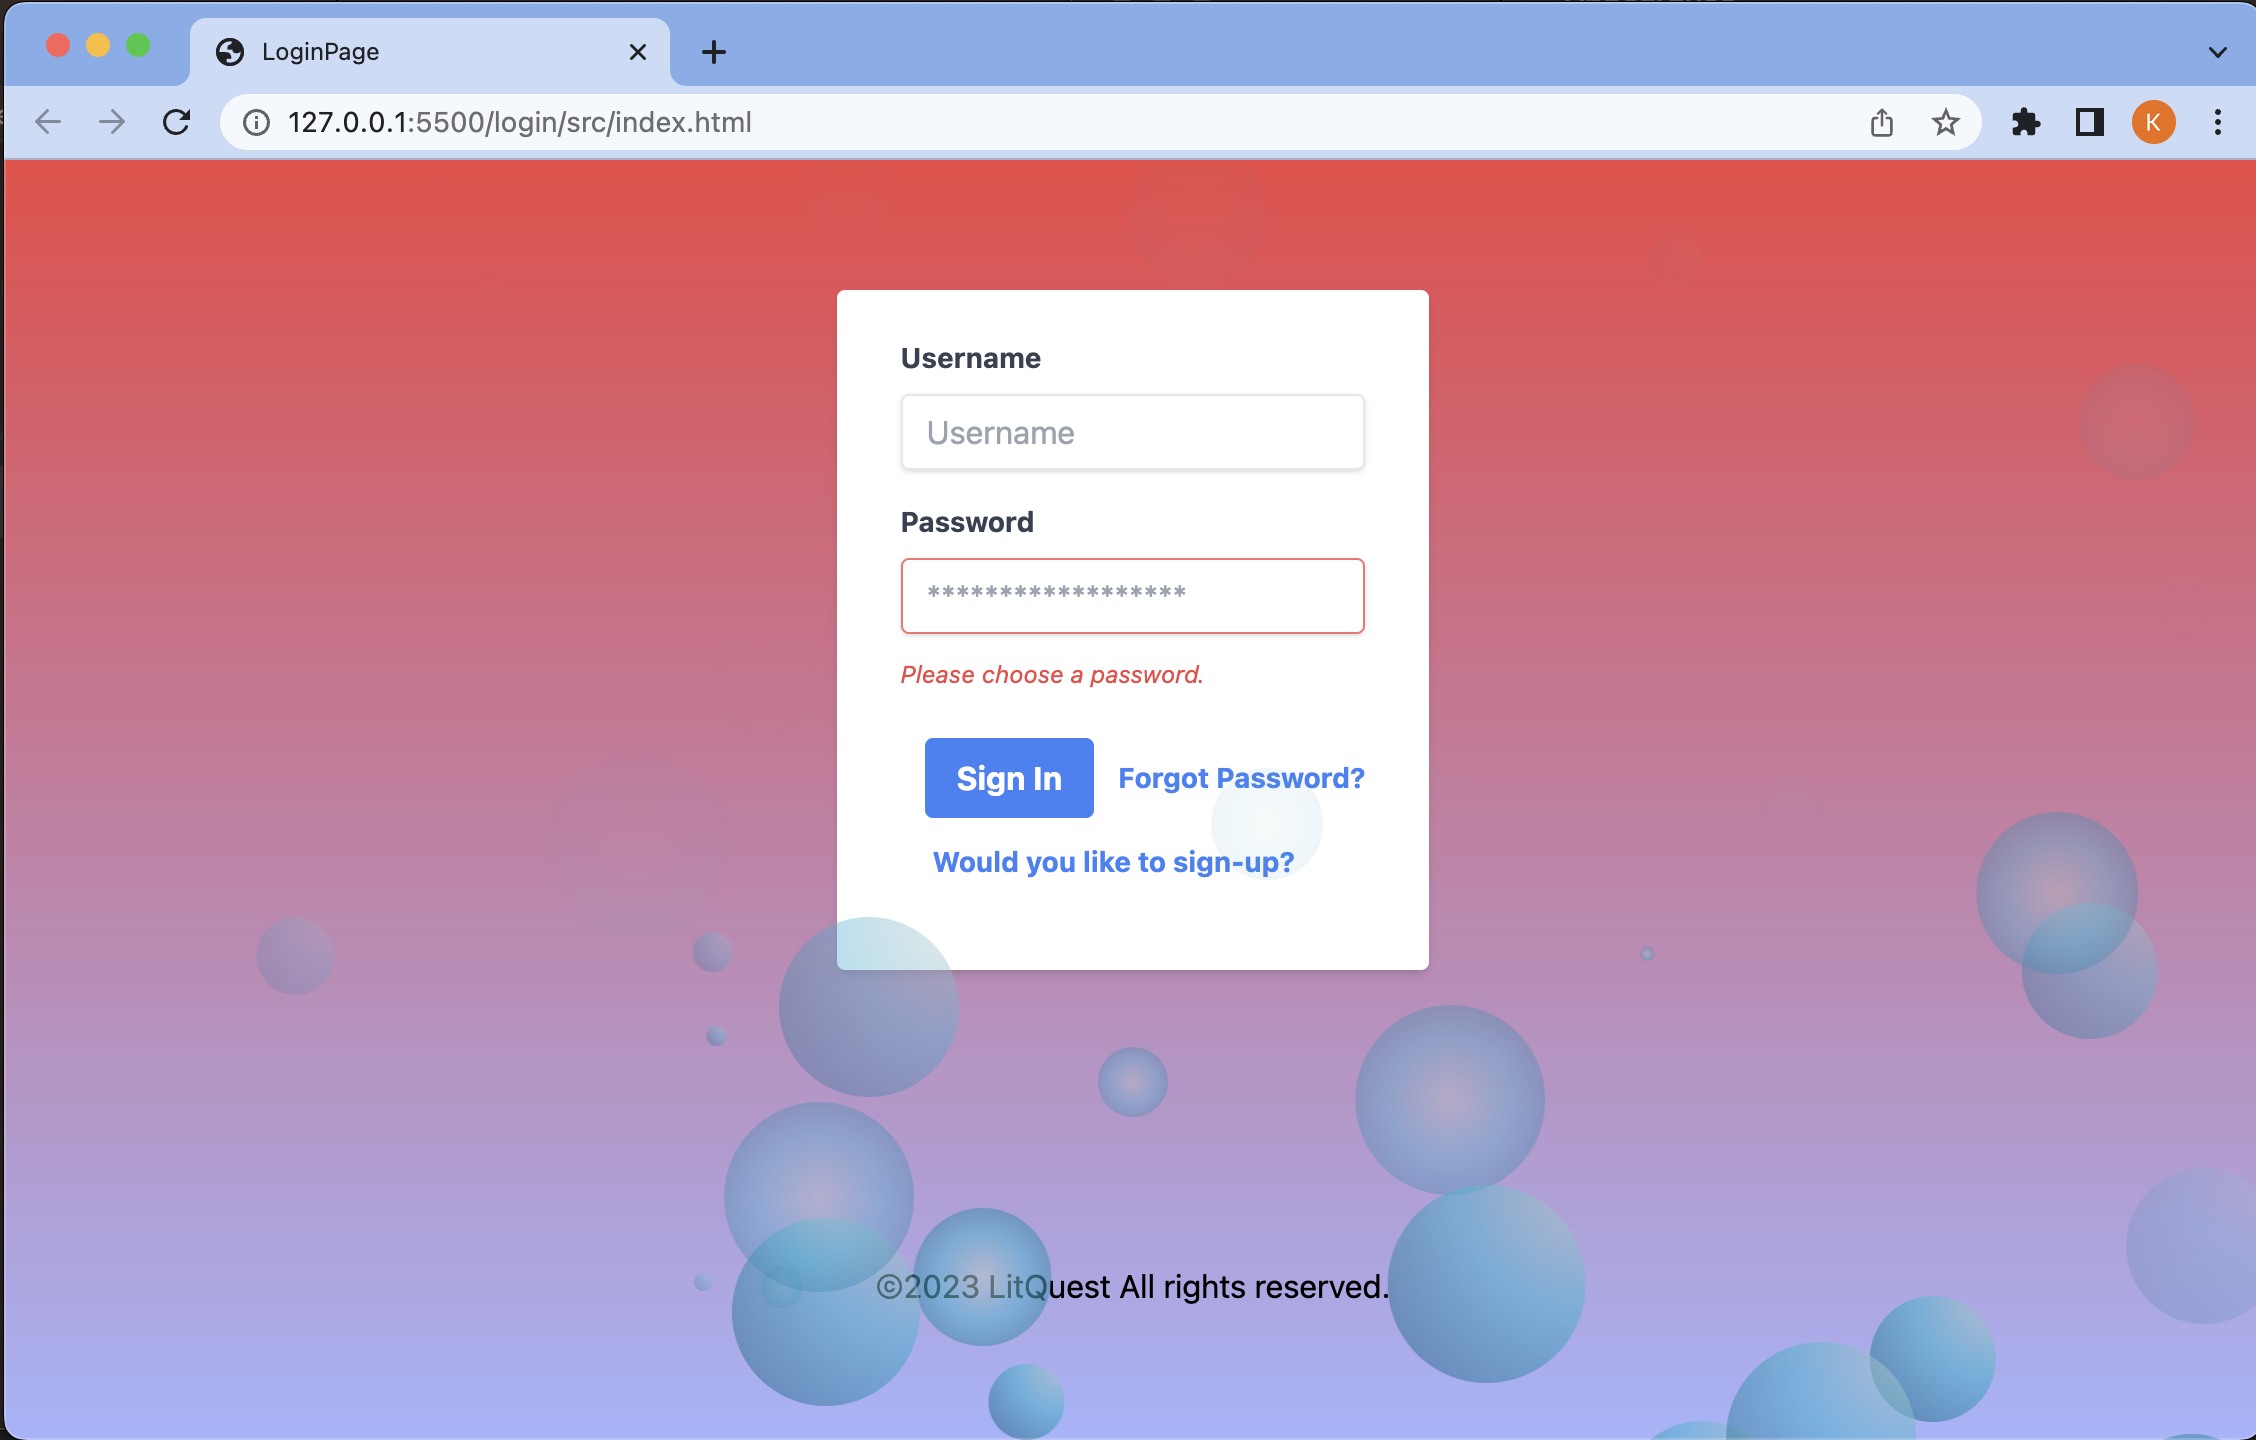 LoginPage
127.0.0.1:5500/login/src/index.html
K
Username
Username
Password
******************
Please choose a password.
Sign In
Forgot Password?
Would you like to sign-up?
©2023 LitQuest All rights reserved.